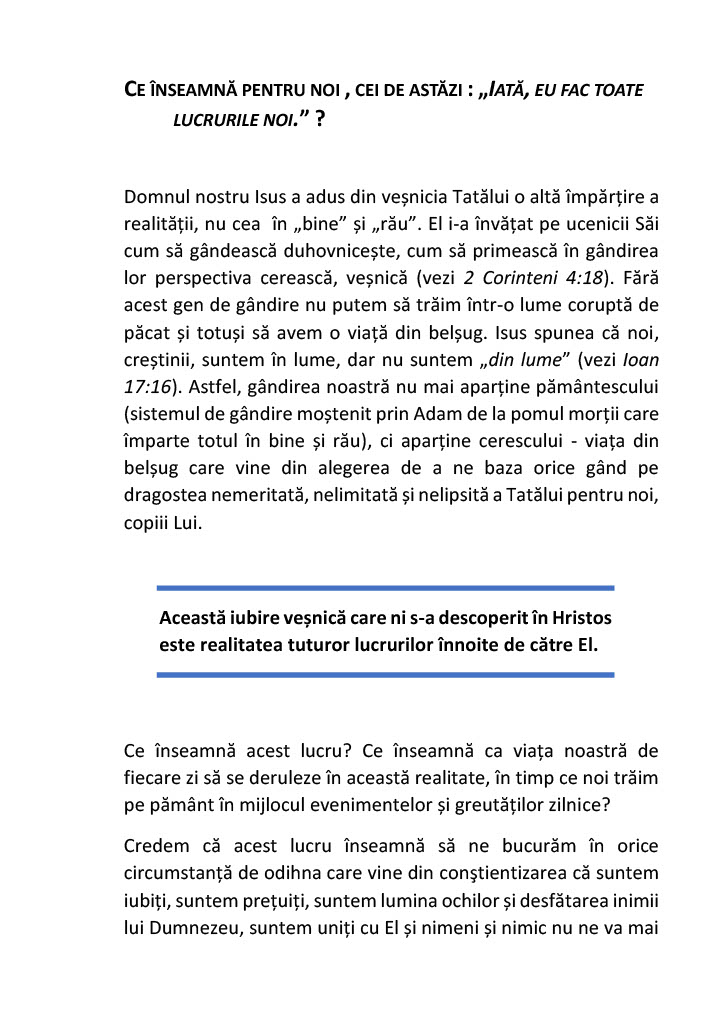 CE ÎNSEAMNĂ PENTRU NOI , CEI DE ASTĂZI : „IATĂ, EU FAC TOATE
LUCRURILE NOI.” ?
Domnul nostru Isus a adus din veșnicia Tatălui o altă împărțire a
realității, nu cea  în „bine” și „rău”. El i-a învățat pe ucenicii Săi
cum să gândească duhovnicește, cum să primească în gândirea
lor perspectiva cerească, veșnică (vezi 2 Corinteni 4:18). Fără
acest gen de gândire nu putem să trăim într-o lume coruptă de
păcat și totuși să avem o viață din belșug. Isus spunea că noi,
creștinii, suntem în lume, dar nu suntem „din lume” (vezi Ioan
17:16). Astfel, gândirea noastră nu mai aparține pământescului
(sistemul de gândire moștenit prin Adam de la pomul morții care
împarte totul în bine și rău), ci aparține cerescului - viața din
belșug care vine din alegerea de a ne baza orice gând pe
dragostea nemeritată, nelimitată și nelipsită a Tatălui pentru noi,
copiii Lui.
Această iubire veșnică care ni s-a descoperit în Hristos
este realitatea tuturor lucrurilor înnoite de către El.
Ce înseamnă acest lucru? Ce înseamnă ca viața noastră de
fiecare zi să se deruleze în această realitate, în timp ce noi trăim
pe pământ în mijlocul evenimentelor și greutăților zilnice?
Credem că acest lucru înseamnă să ne bucurăm în orice
circumstanță de odihna care vine din conştientizarea că suntem
iubiți, suntem prețuiți, suntem lumina ochilor și desfătarea inimii
lui Dumnezeu, suntem uniți cu El și nimeni și nimic nu ne va mai